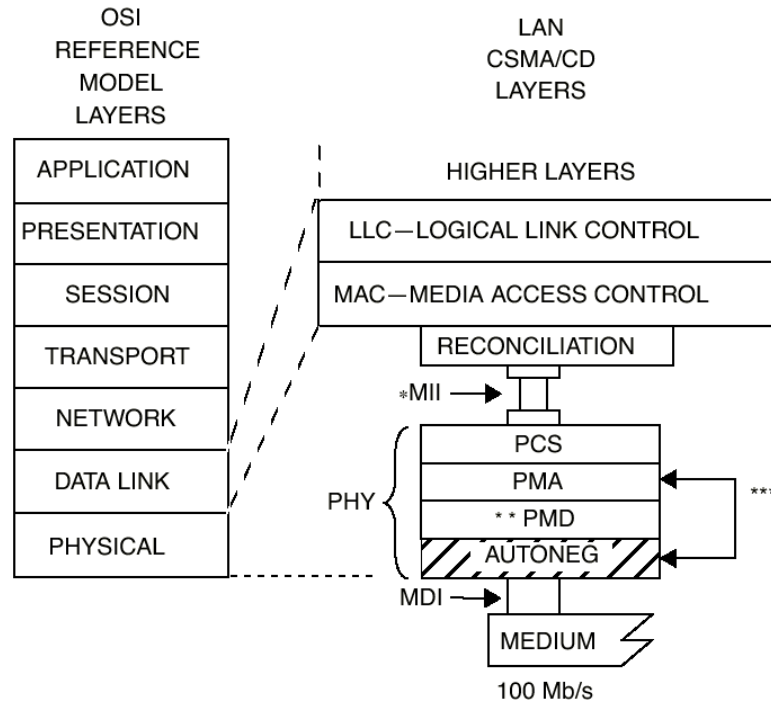 OSI
REFERENCE
MODEL
LAYERS
APPLICATION
PRESENTATION
SESSION
TRANSPORT
NETWORK
DATA LINK
PHYSICAL
LAN
CSMA/CD
LAYERS
HIGHER LAYERS
LLC—LOGICAL LINK CONTROL
MAC—MEDIA ACCESS CONTROL
RECONCILIATION
*MII
PHY
PCS
PMA
** PMD
AUTONEG
***
MDI
MEDIUM
100 Mb/s